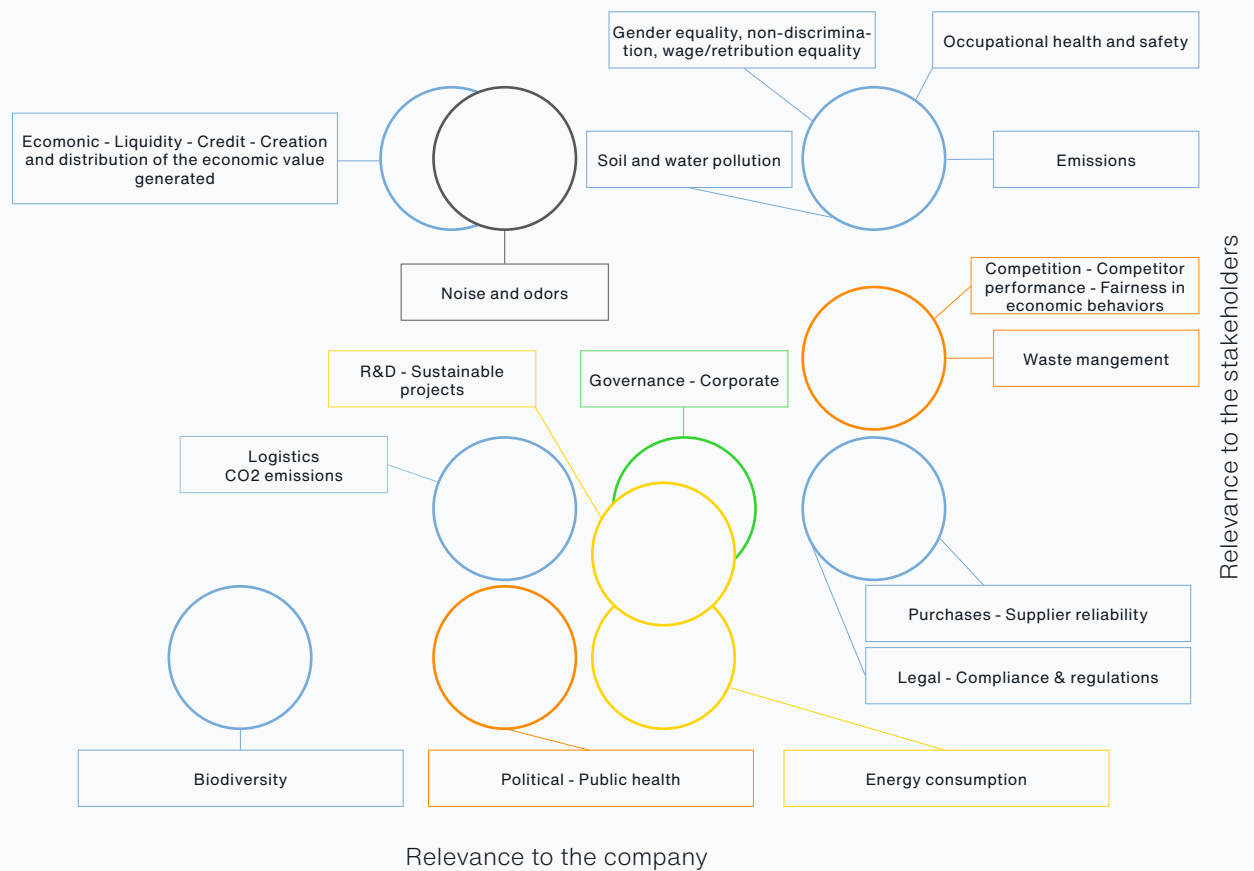 Gender equality, non-discrimina-
tion, wage/retribution equality
Occupational health and safety
Ecomonic - Liquidity - Credit - Creation
and distribution of the economic value
generated
Soil and water pollution
Emissions
Noise and odors
Competition - Competitor
performance - Fairness in
economic behaviors
Waste mangement
R&D - Sustainable
projects
Governance - Corporate
Logistics
CO2 emissions
Purchases - Supplier reliability
Legal - Compliance & regulations
Biodiversity
Political - Public health
Energy consumption
Relevance to the stakeholders
Relevance to the company